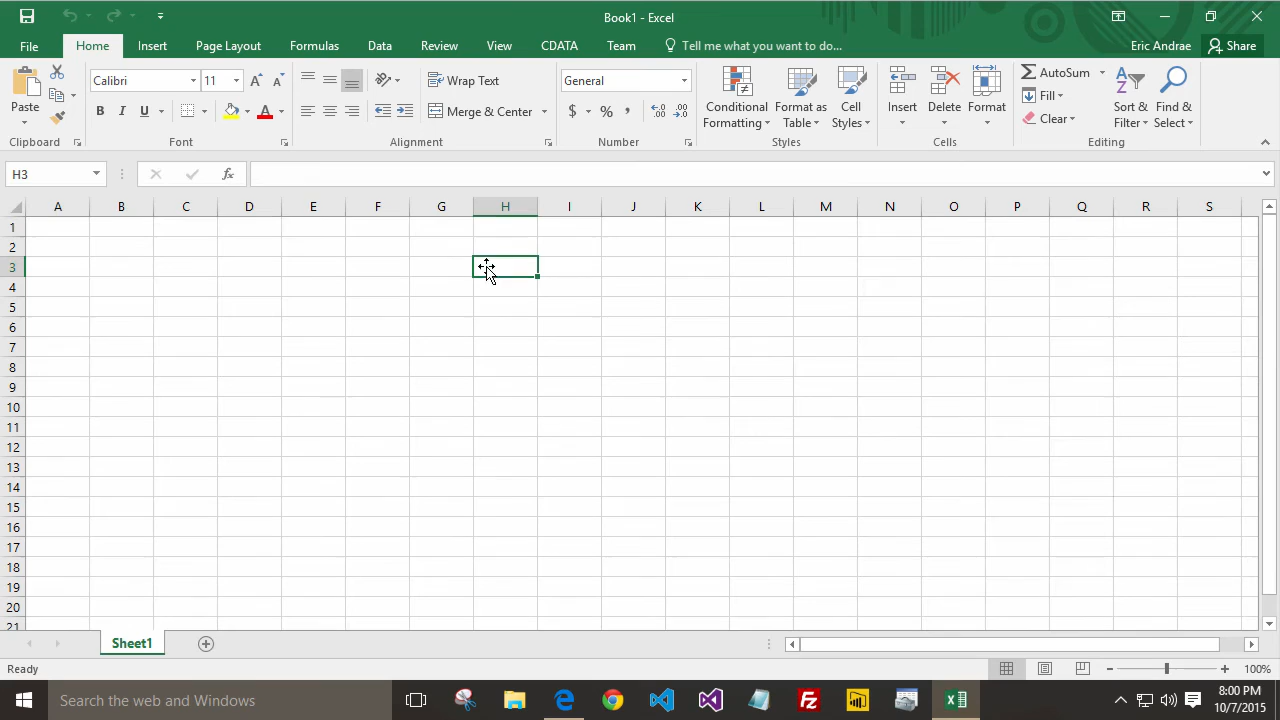 Book1 - Excel
File Home Insert Page Layout Formulas Data Review View CDATA Team Tell me what you want to do... Eric Andrae Share
Paste
Calibri 11
B I U A
Wrap Text
Merge & Center
General
$ % ,
Conditional Formatting
Format as Table
Cell Styles
Insert Delete Format
AutoSum
Fill
Clear
Sort & Filter
Find & Select
Clipboard Font Alignment Number Styles Cells Editing
H3 fx
A B C D E F G H I J K L M N O P Q R S
1
2
3
4
5
6
7
8
9
10
11
12
13
14
15
16
17
18
19
20
21
Sheet1
Ready 100%
Search the web and Windows
8:00 PM
10/7/2015